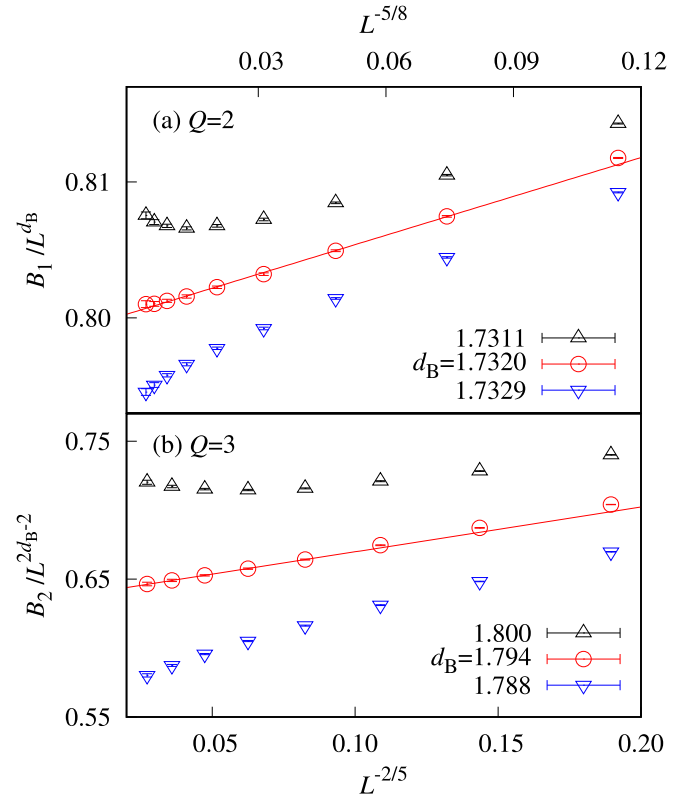 L^{-5/8}
0.03 0.06 0.09 0.12
(a) Q=2
0.81
0.80
B_1/L^{d_B}
1.7311
d_B=1.7320
1.7329
(b) Q=3
0.75
0.65
0.55
B_2/L^{2d_B-2}
1.800
d_B=1.794
1.788
0.05 0.10 0.15 0.20
L^{-2/5}